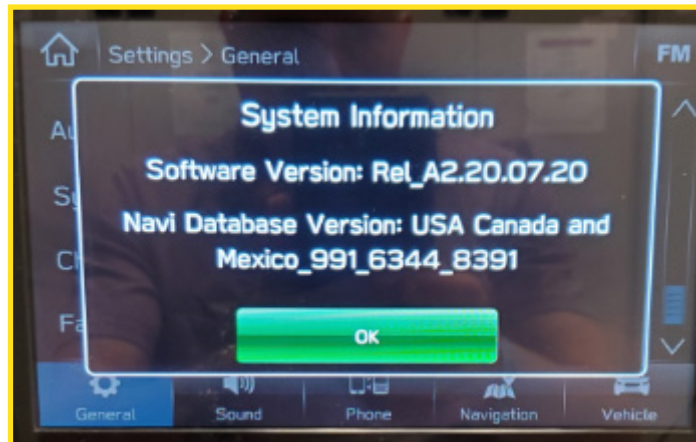 Settings > General
FM
System Information
Software Version: Rel_A2.20.07.20
Navi Database Version: USA Canada and
Mexico_991_6344_8391
OK
General
Sound
Phone
Navigation
Vehicle